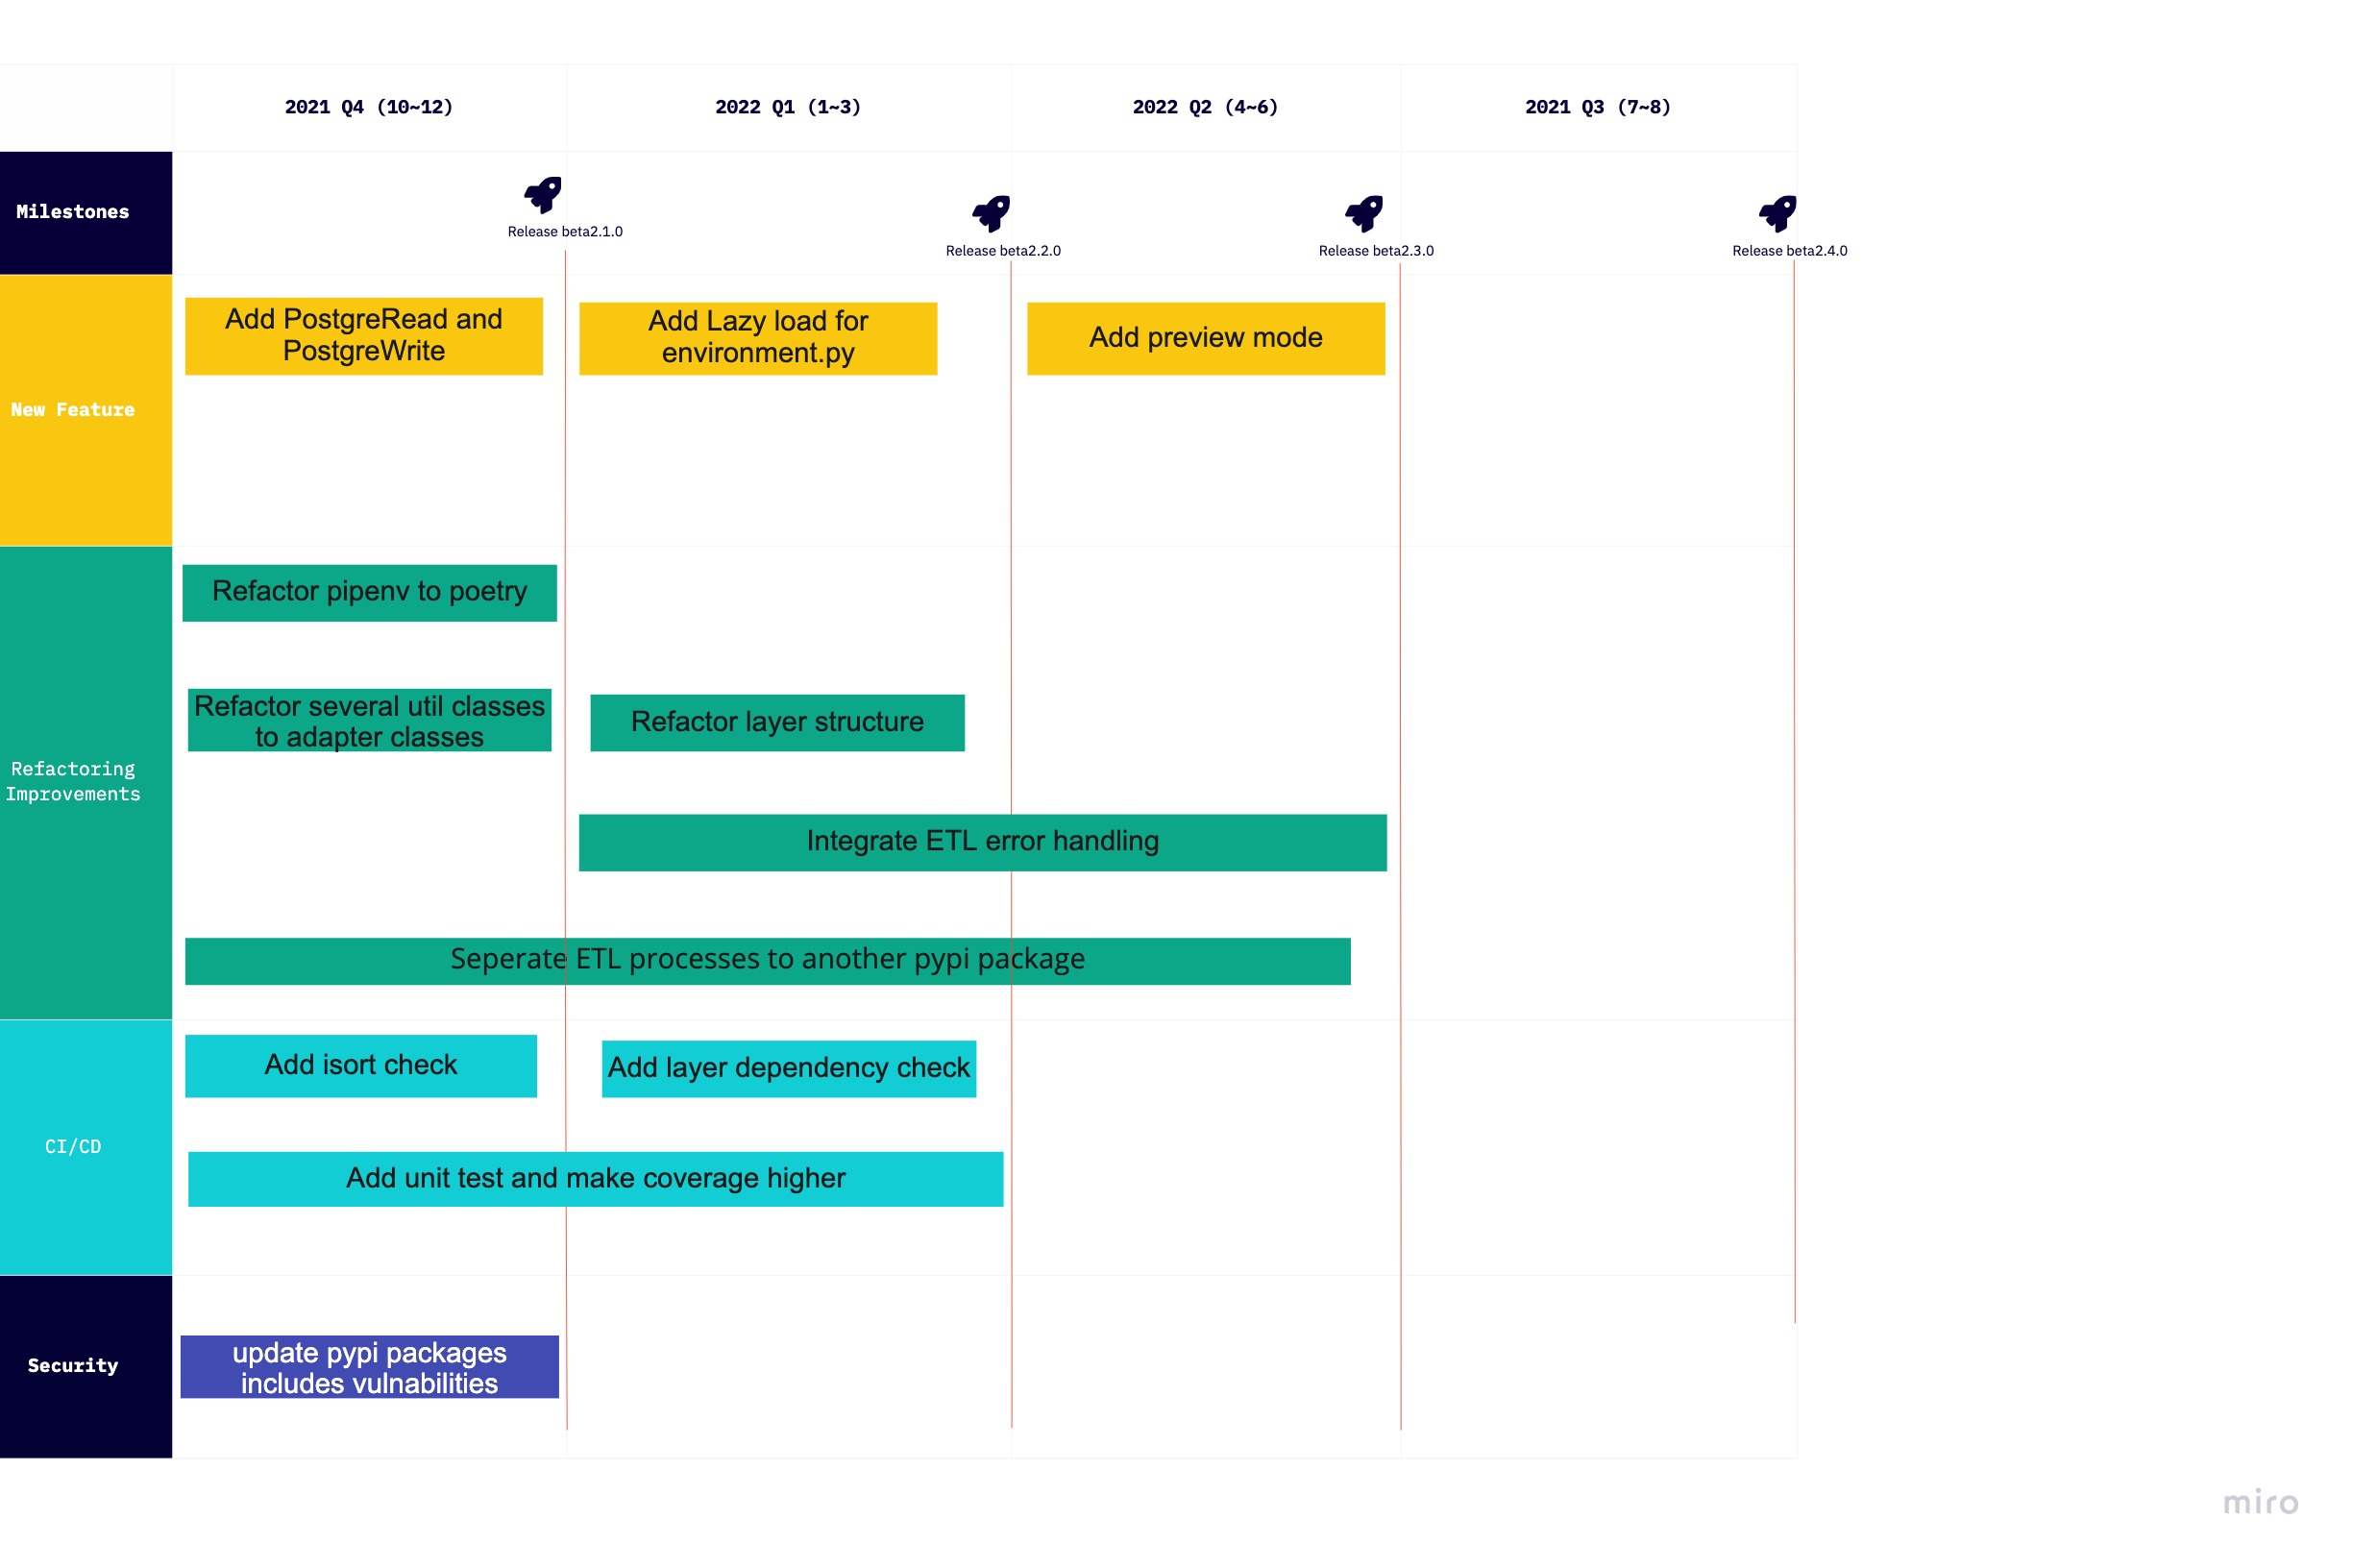 2021 Q4 (10~12)
2022 Q1 (1~3)
2022 Q2 (4~6)
2021 Q3 (7~8)
Milestones
Release beta2.1.0
Release beta2.2.0
Release beta2.3.0
Release beta2.4.0
New Feature
Add PostgreRead and
PostgreWrite
Add Lazy load for
environment.py
Add preview mode
Refactoring
Improvements
Refactor pipenv to poetry
Refactor several util classes
to adapter classes
Refactor layer structure
Integrate ETL error handling
Seperate ETL processes to another pypi package
CI/CD
Add isort check
Add layer dependency check
Add unit test and make coverage higher
Security
update pypi packages
includes vulnabilities
miro